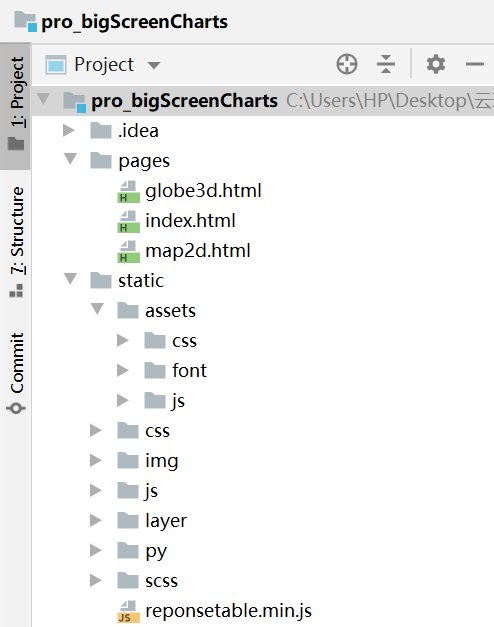 pro_bigScreenCharts
1: Project
7: Structure
Commit
Project
pro_bigScreenCharts C:\Users\HP\Desktop\云
.idea
pages
globe3d.html
index.html
map2d.html
static
assets
css
font
js
css
img
js
layer
py
scss
reponsetable.min.js